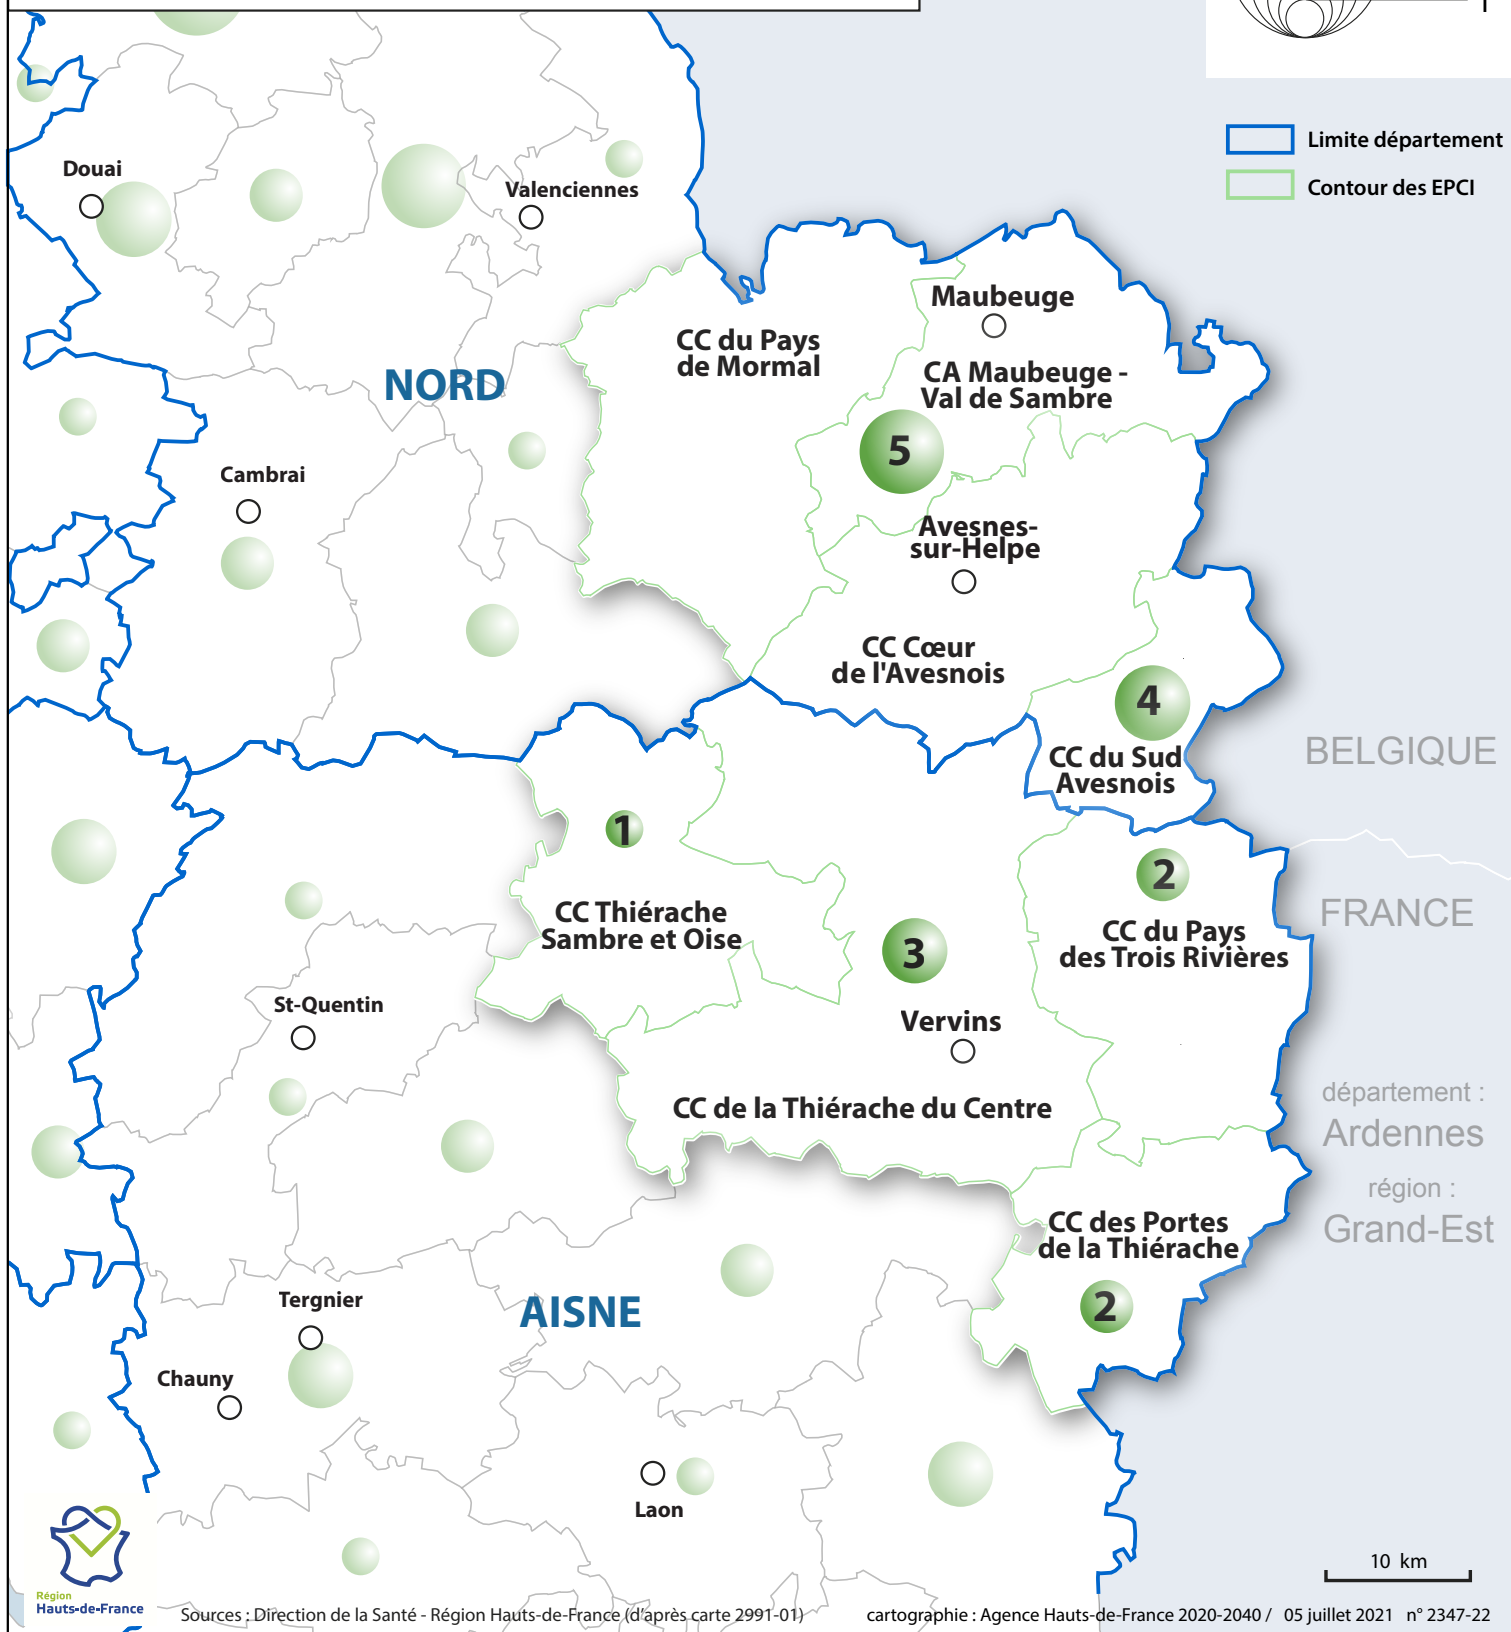 Limite département
Contour des EPCI
Douai
Valenciennes
Maubeuge
CC du Pays
de Mormal
CA Maubeuge -
Val de Sambre
NORD
5
Cambrai
Avesnes-
sur-Helpe
CC Cœur
de l'Avesnois
4
CC du Sud
Avesnois
BELGIQUE
1
2
FRANCE
CC Thiérache
Sambre et Oise
3
CC du Pays
des Trois Rivières
St-Quentin
Vervins
CC de la Thiérache du Centre
département :
Ardennes
région :
Grand-Est
CC des Portes
de la Thiérache
2
Tergnier
AISNE
Chauny
Laon
10 km
Région
Hauts-de-France
Sources : Direction de la Santé - Région Hauts-de-France (d'après carte 2991-01)
cartographie : Agence Hauts-de-France 2020-2040 / 05 juillet 2021 n° 2347-22